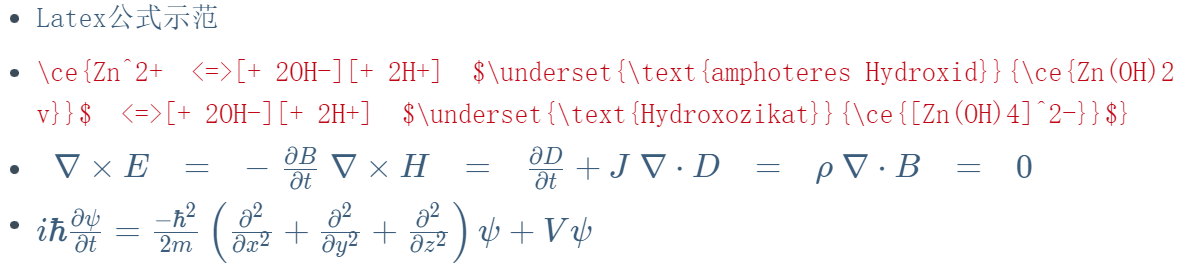 Latex公式示范
\ce{Zn^2+  <=>[+ 2OH-][+ 2H+]  $\underset{\text{amphoteres Hydroxid}}{\ce{Zn(OH)2
v}}$  <=>[+ 2OH-][+ 2H+]  $\underset{\text{Hydroxozikat}}{\ce{[Zn(OH)4]^2-}}$}
∇ × E = − ∂B/∂t ∇ × H = ∂D/∂t + J ∇ · D = ρ ∇ · B = 0
iħ ∂ψ/∂t = −ħ²/2m (∂²/∂x² + ∂²/∂y² + ∂²/∂z²) ψ + Vψ